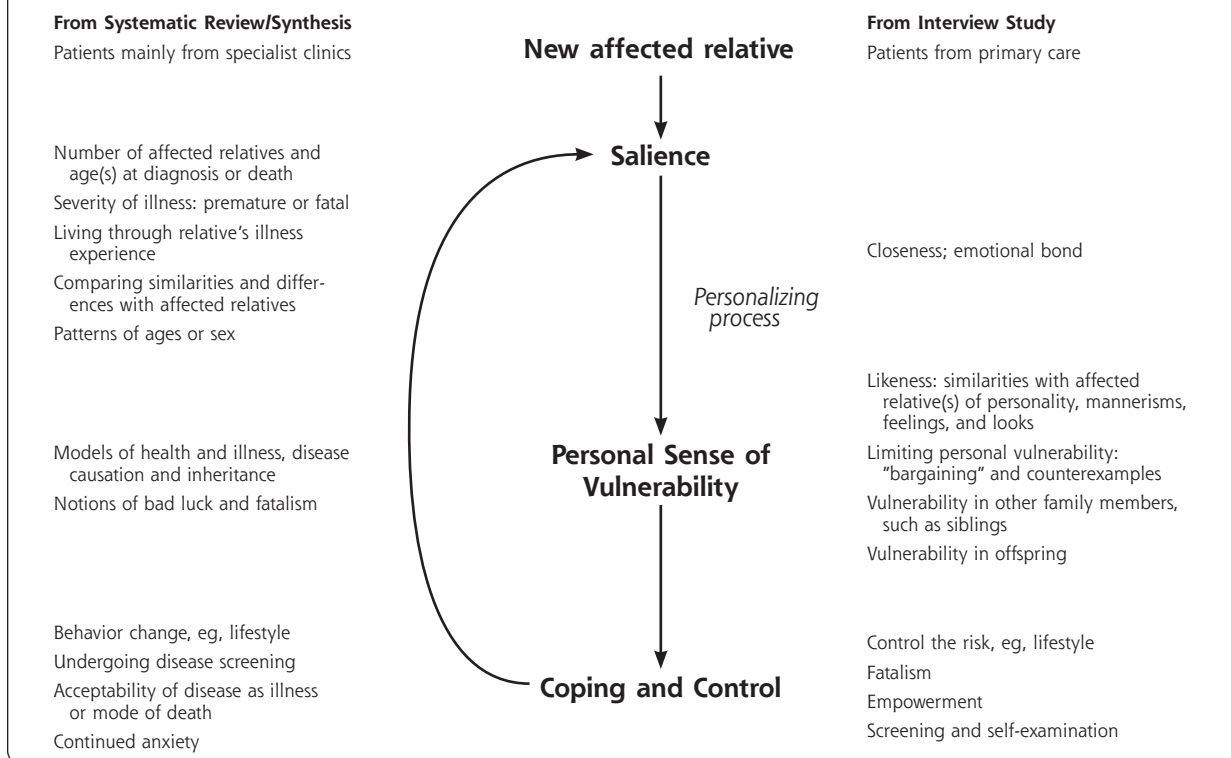 From Systematic Review/Synthesis
Patients mainly from specialist clinics
New affected relative
From Interview Study
Patients from primary care
Number of affected relatives and
age(s) at diagnosis or death
Severity of illness: premature or fatal
Living through relative's illness
experience
Comparing similarities and differ-
ences with affected relatives
Patterns of ages or sex
Salience
Closeness; emotional bond
Personalizing
process
Models of health and illness, disease
causation and inheritance
Notions of bad luck and fatalism
Personal Sense of
Vulnerability
Likeness: similarities with affected
relative(s) of personality, mannerisms,
feelings, and looks
Limiting personal vulnerability:
"bargaining" and counterexamples
Vulnerability in other family members,
such as siblings
Vulnerability in offspring
Behavior change, eg, lifestyle
Undergoing disease screening
Acceptability of disease as illness
or mode of death
Continued anxiety
Coping and Control
Control the risk, eg, lifestyle
Fatalism
Empowerment
Screening and self-examination